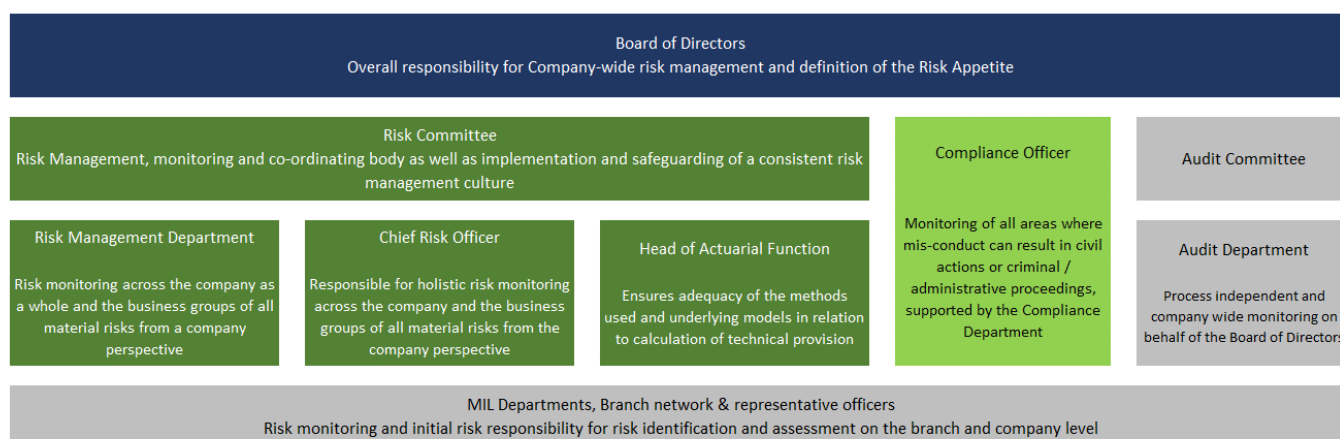 Board of Directors
Overall responsibility for Company-wide risk management and definition of the Risk Appetite
Risk Committee
Risk Management, monitoring and co-ordinating body as well as implementation and safeguarding of a consistent risk
management culture
Compliance Officer
Monitoring of all areas where
mis-conduct can result in civil
actions or criminal /
administrative proceedings,
supported by the Compliance
Department
Audit Committee
Risk Management Department
Risk monitoring across the company as
a whole and the business groups of all
material risks from a company
perspective
Chief Risk Officer
Responsible for holistic risk monitoring
across the company and the business
groups of all material risks from the
company perspective
Head of Actuarial Function
Ensures adequacy of the methods
used and underlying models in relation
to calculation of technical provision
Audit Department
Process independent and
company wide monitoring on
behalf of the Board of Directors
MIL Departments, Branch network & representative officers
Risk monitoring and initial risk responsibility for risk identification and assessment on the branch and company level